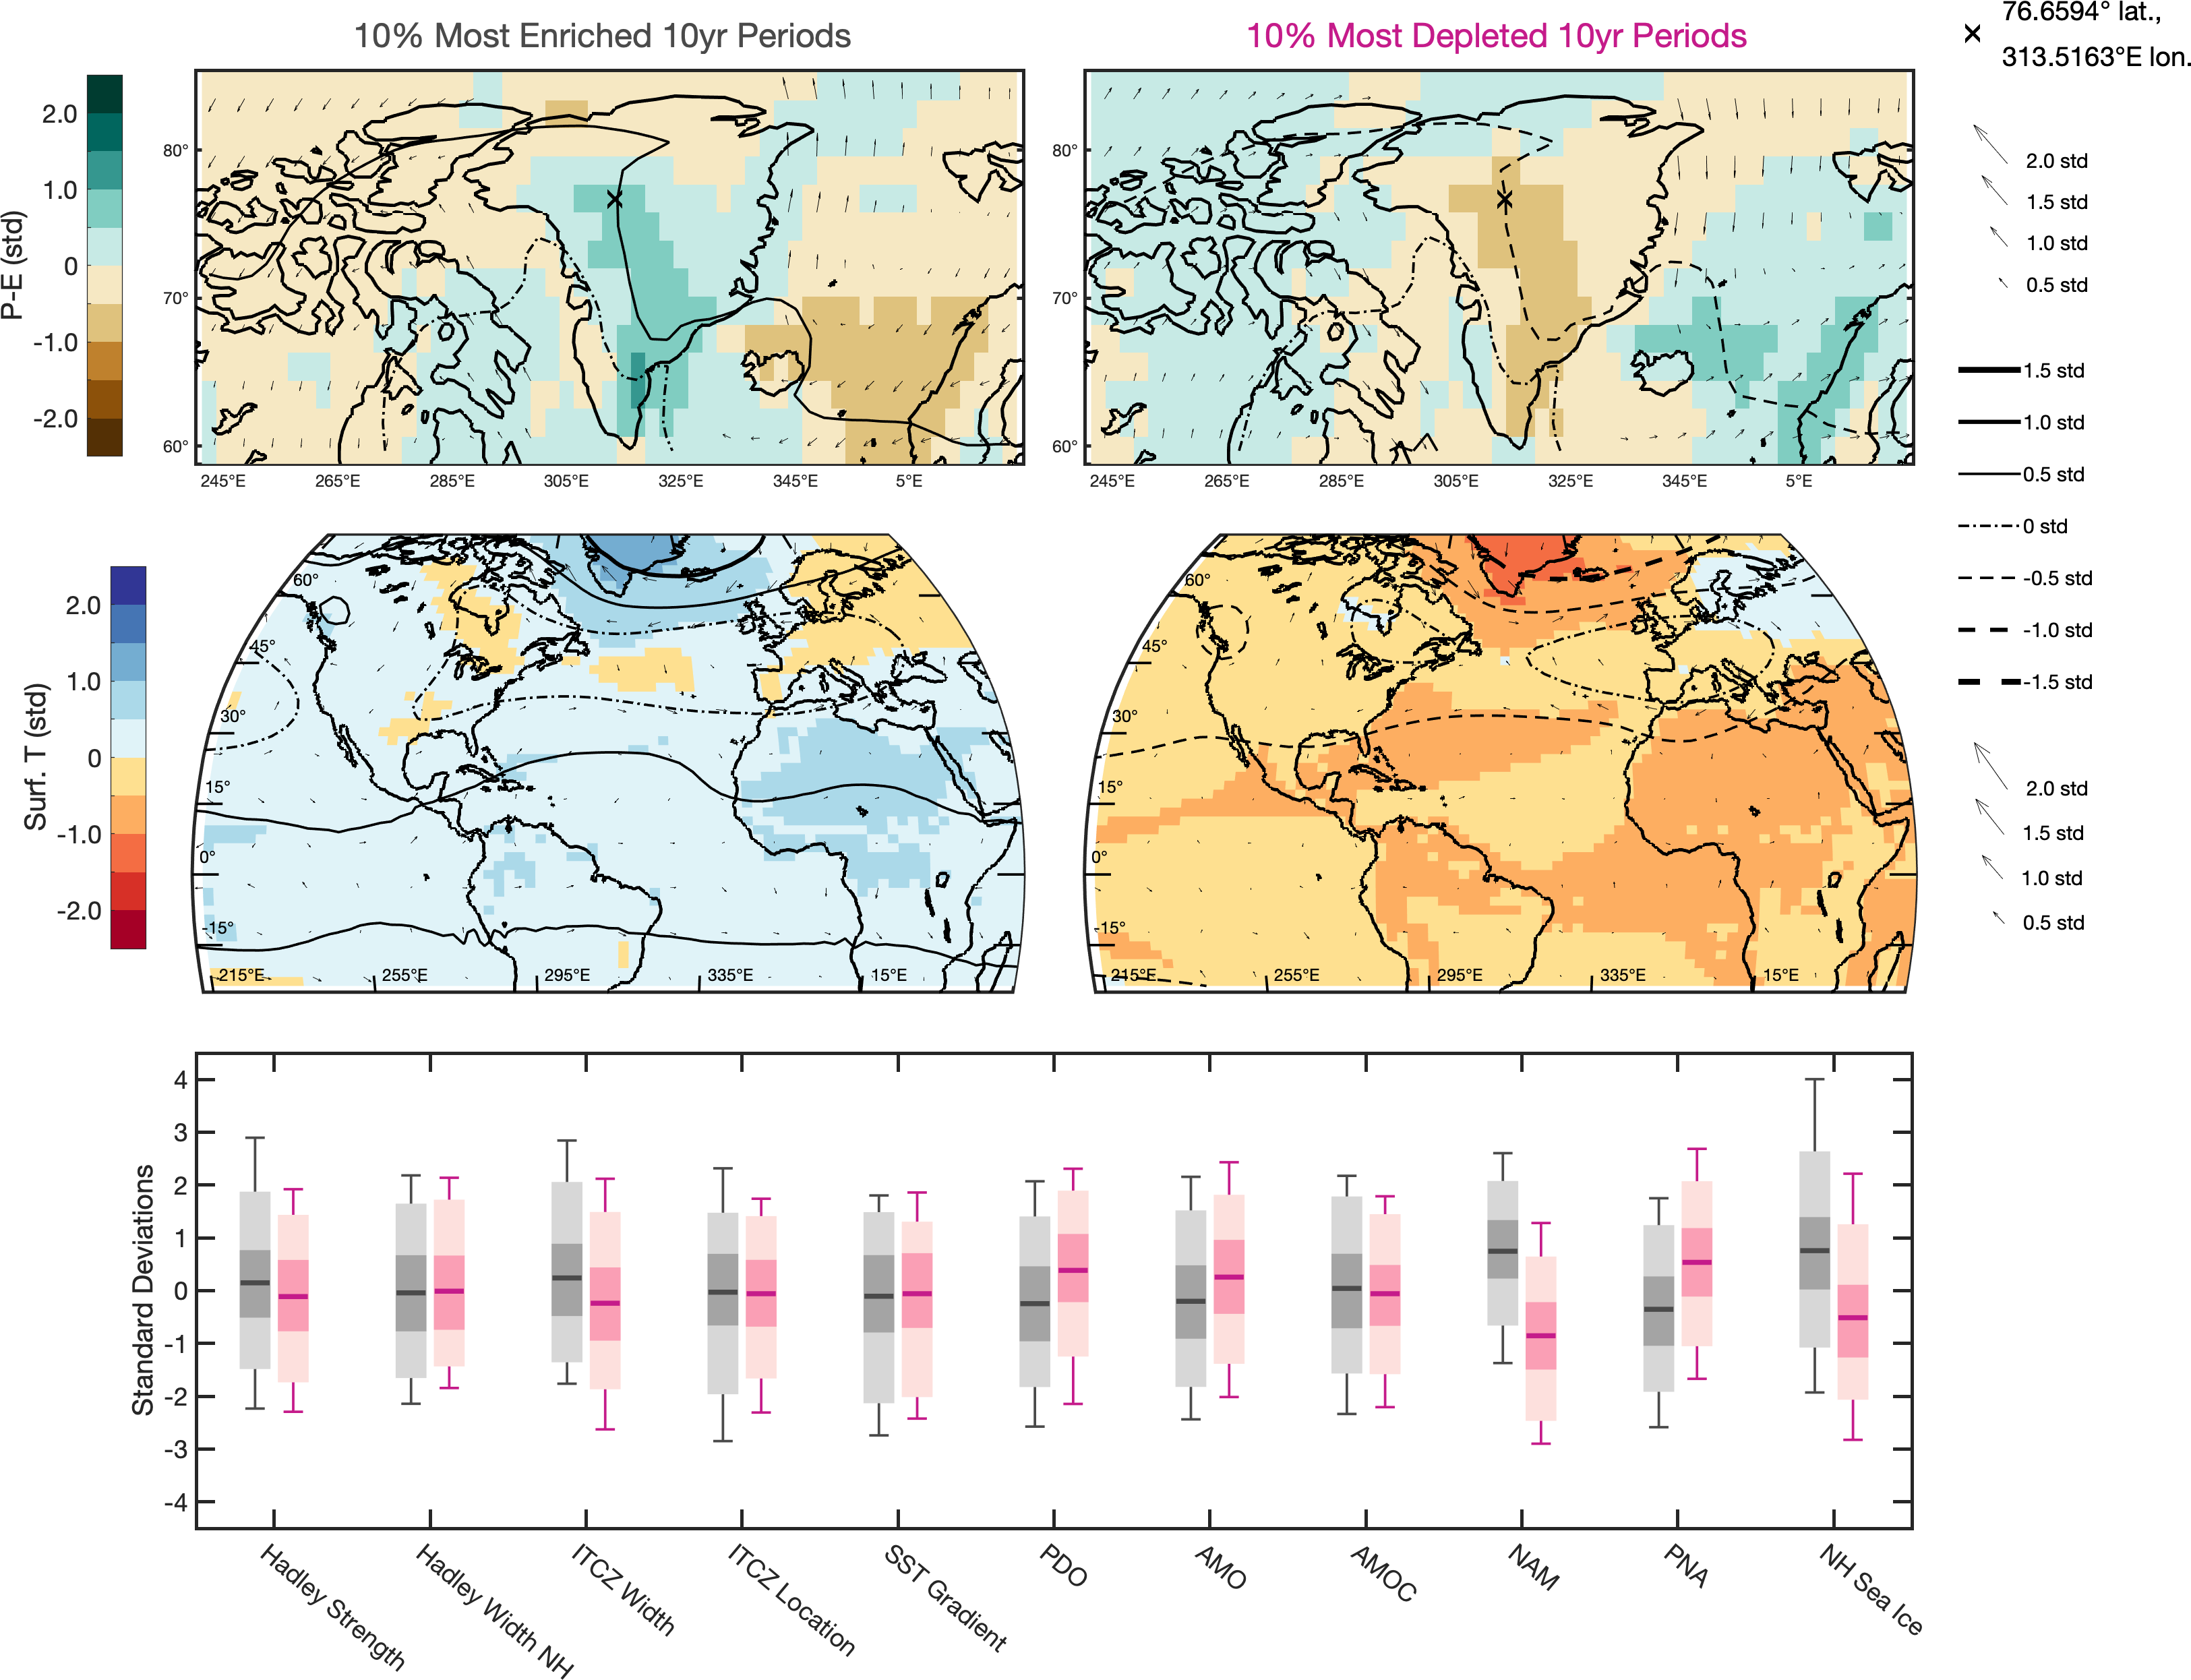 10% Most Enriched 10yr Periods
10% Most Depleted 10yr Periods
76.6594° lat.,
313.5163°E lon.
P-E (std)
2.0
1.0
0
-1.0
-2.0
80°
70°
60°
245°E 265°E 285°E 305°E 325°E 345°E 5°E
80°
70°
60°
245°E 265°E 285°E 305°E 325°E 345°E 5°E
2.0 std
1.5 std
1.0 std
0.5 std
1.5 std
1.0 std
0.5 std
0 std
-0.5 std
-1.0 std
-1.5 std
2.0 std
1.5 std
1.0 std
0.5 std
Surf. T (std)
2.0
1.0
0
-1.0
-2.0
60°
45°
30°
15°
0°
-15°
215°E 255°E 295°E 335°E 15°E
60°
45°
30°
15°
0°
-15°
215°E 255°E 295°E 335°E 15°E
Standard Deviations
4
3
2
1
0
-1
-2
-3
-4
Hadley Strength
Hadley Width NH
ITCZ Width
ITCZ Location
SST Gradient
PDO
AMO
AMOC
NAM
PNA
NH Sea Ice